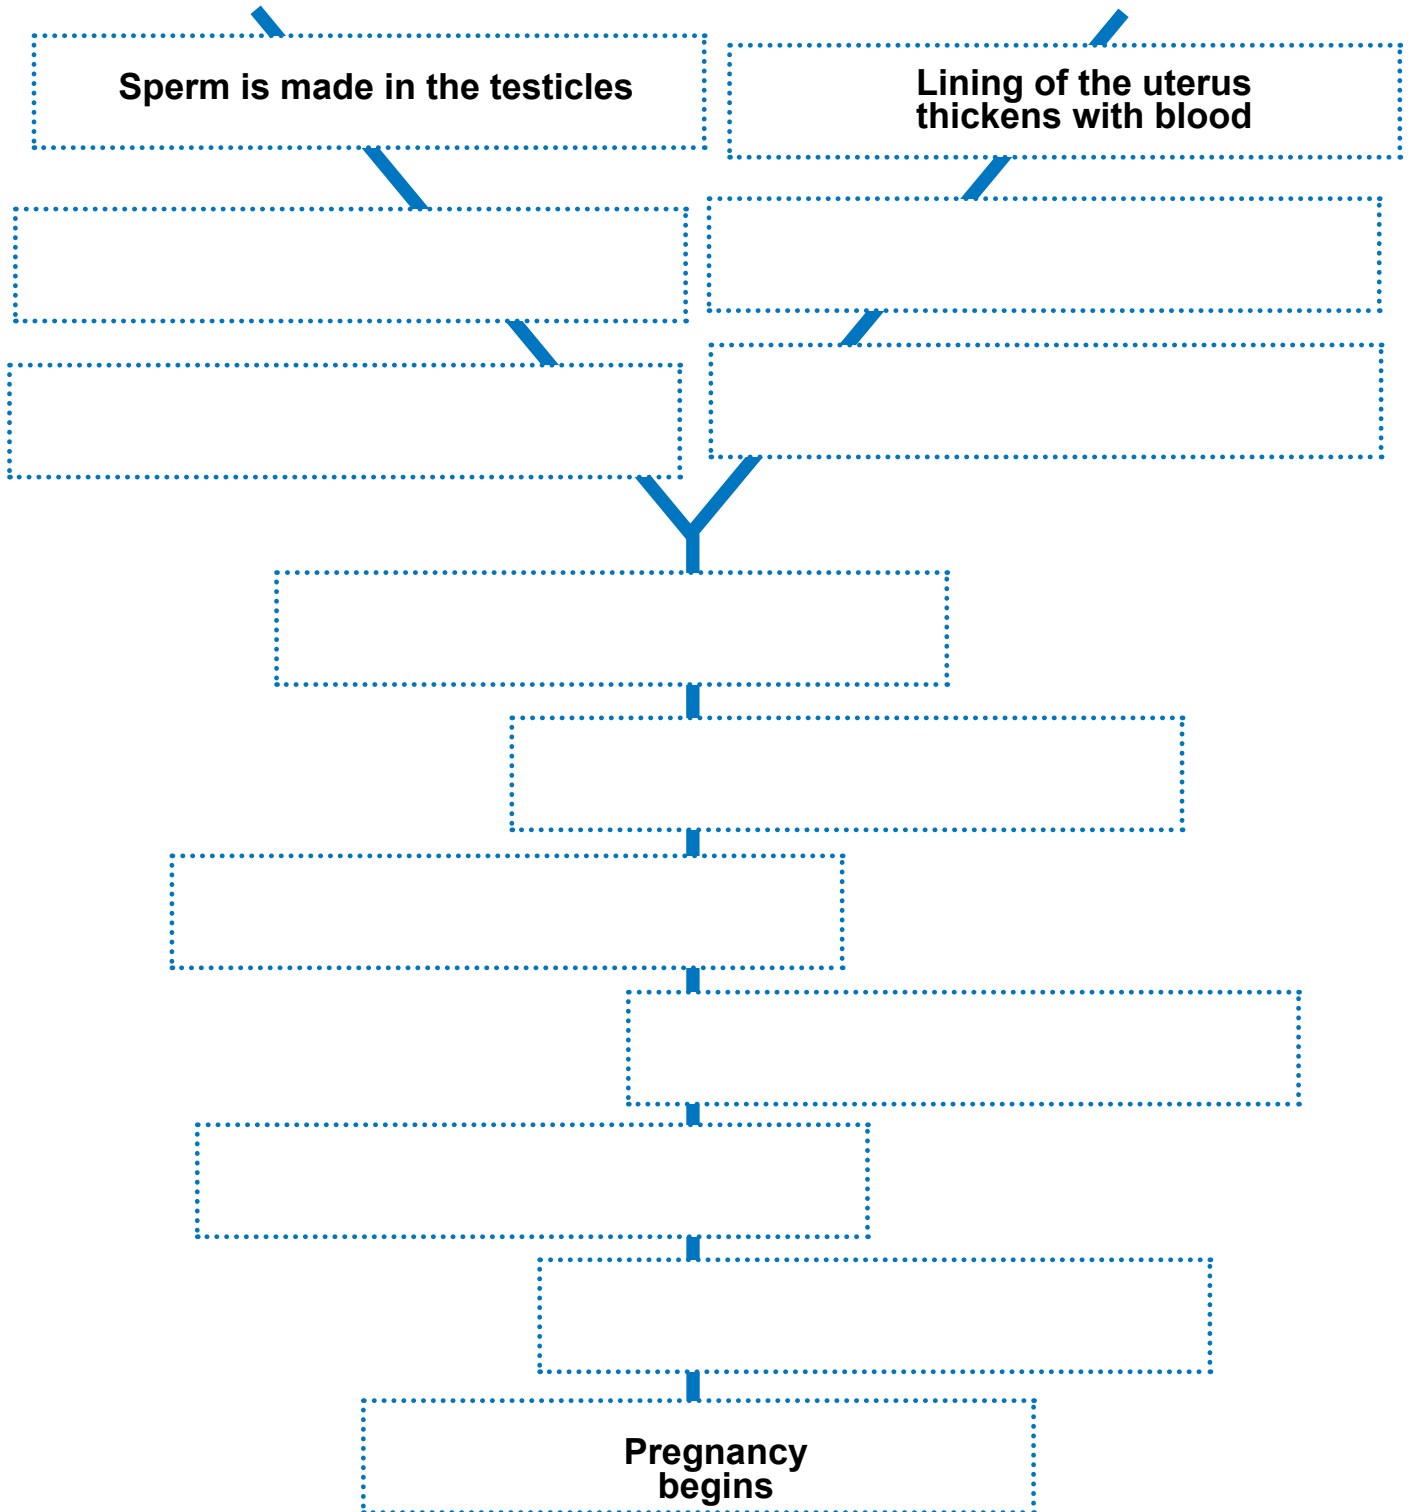 Sperm is made in the testicles
Lining of the uterus
thickens with blood
Pregnancy
begins